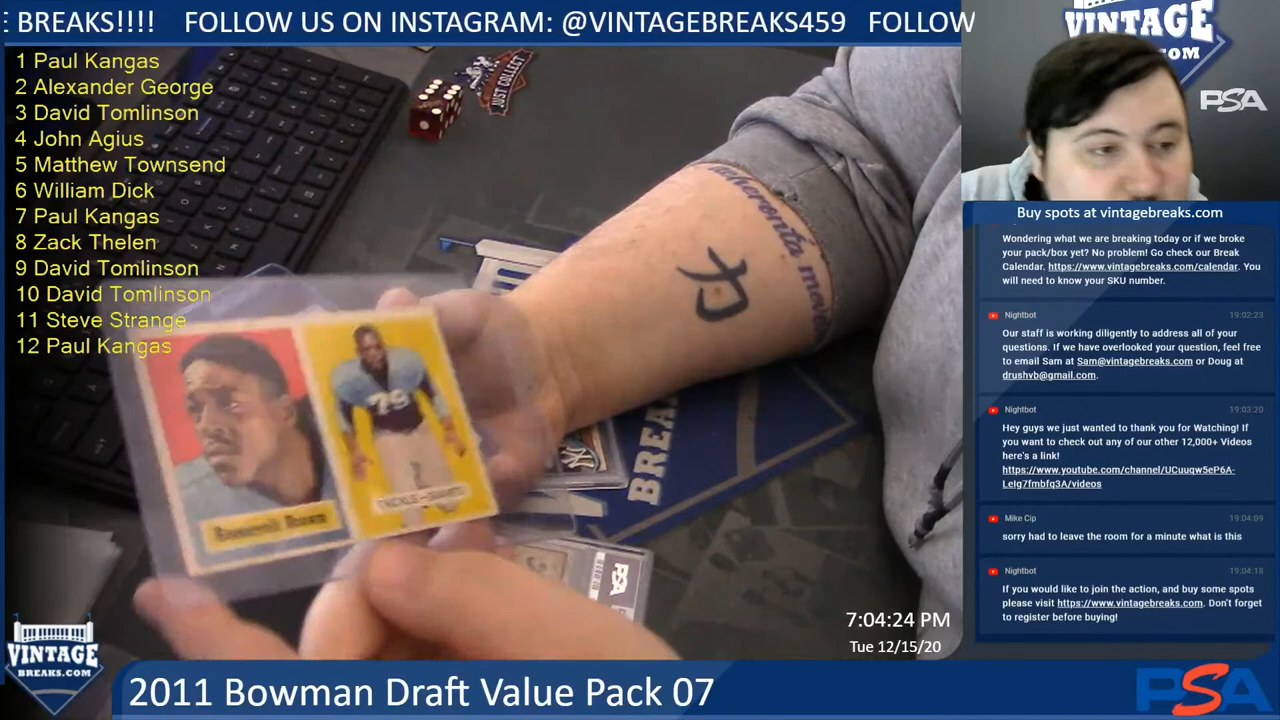 E BREAKS!!!! FOLLOW US ON INSTAGRAM: @VINTAGEBREAKS459 FOLLOW
1 Paul Kangas
2 Alexander George
3 David Tomlinson
4 John Agius
5 Matthew Townsend
6 William Dick
7 Paul Kangas
8 Zack Thelen
9 David Tomlinson
10 David Tomlinson
11 Steve Strange
12 Paul Kangas
JUST COLLECT
力
79
BREA
PSA
VINTAGE
BREAKS.COM
7:04:24 PM
Tue 12/15/20
2011 Bowman Draft Value Pack 07
VINTAGE
.COM
PSA
Buy spots at vintagebreaks.com
Wondering what we are breaking today or if we broke
your pack/box yet? No problem! Go check our Break
Calendar. https://www.vintagebreaks.com/calendar. You
will need to know your SKU number.
Nightbot 19:02:23
Our staff is working diligently to address all of your
questions. If we have overlooked your question, feel free
to email Sam at Sam@vintagebreaks.com or Doug at
drushvb@gmail.com.
Nightbot 19:03:20
Hey guys we just wanted to thank you for Watching! If
you want to check out any of our other 12,000+ Videos
here's a link!
https://www.youtube.com/channel/UCuuqw5eP6A-
LeIg7fmbfq3A/videos
Mike Cip 19:04:09
sorry had to leave the room for a minute what is this
Nightbot 19:04:18
If you would like to join the action, and buy some spots
please visit https://www.vintagebreaks.com. Don't forget
to register before buying!
PSA